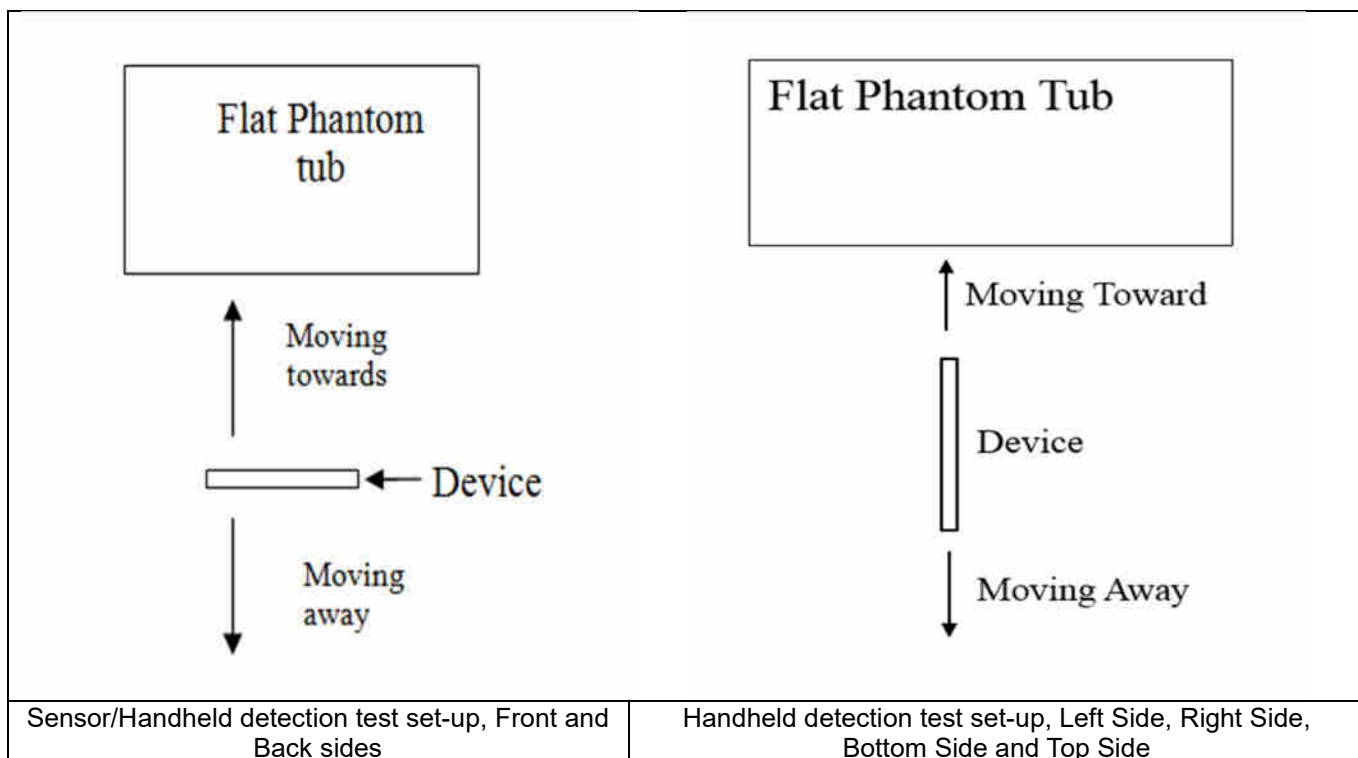 Flat Phantom
tub
Moving
towards
Device
Moving
away
Flat Phantom Tub
Moving Toward
Device
Moving Away
Sensor/Handheld detection test set-up, Front and
Back sides
Handheld detection test set-up, Left Side, Right Side,
Bottom Side and Top Side